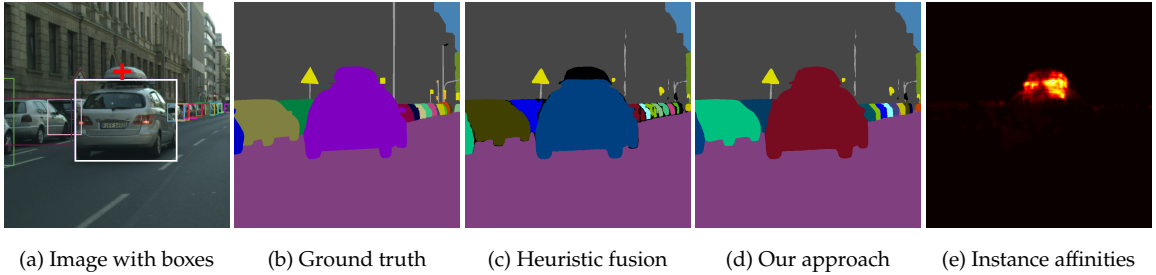 (a) Image with boxes
(b) Ground truth
(c) Heuristic fusion
(d) Our approach
(e) Instance affinities